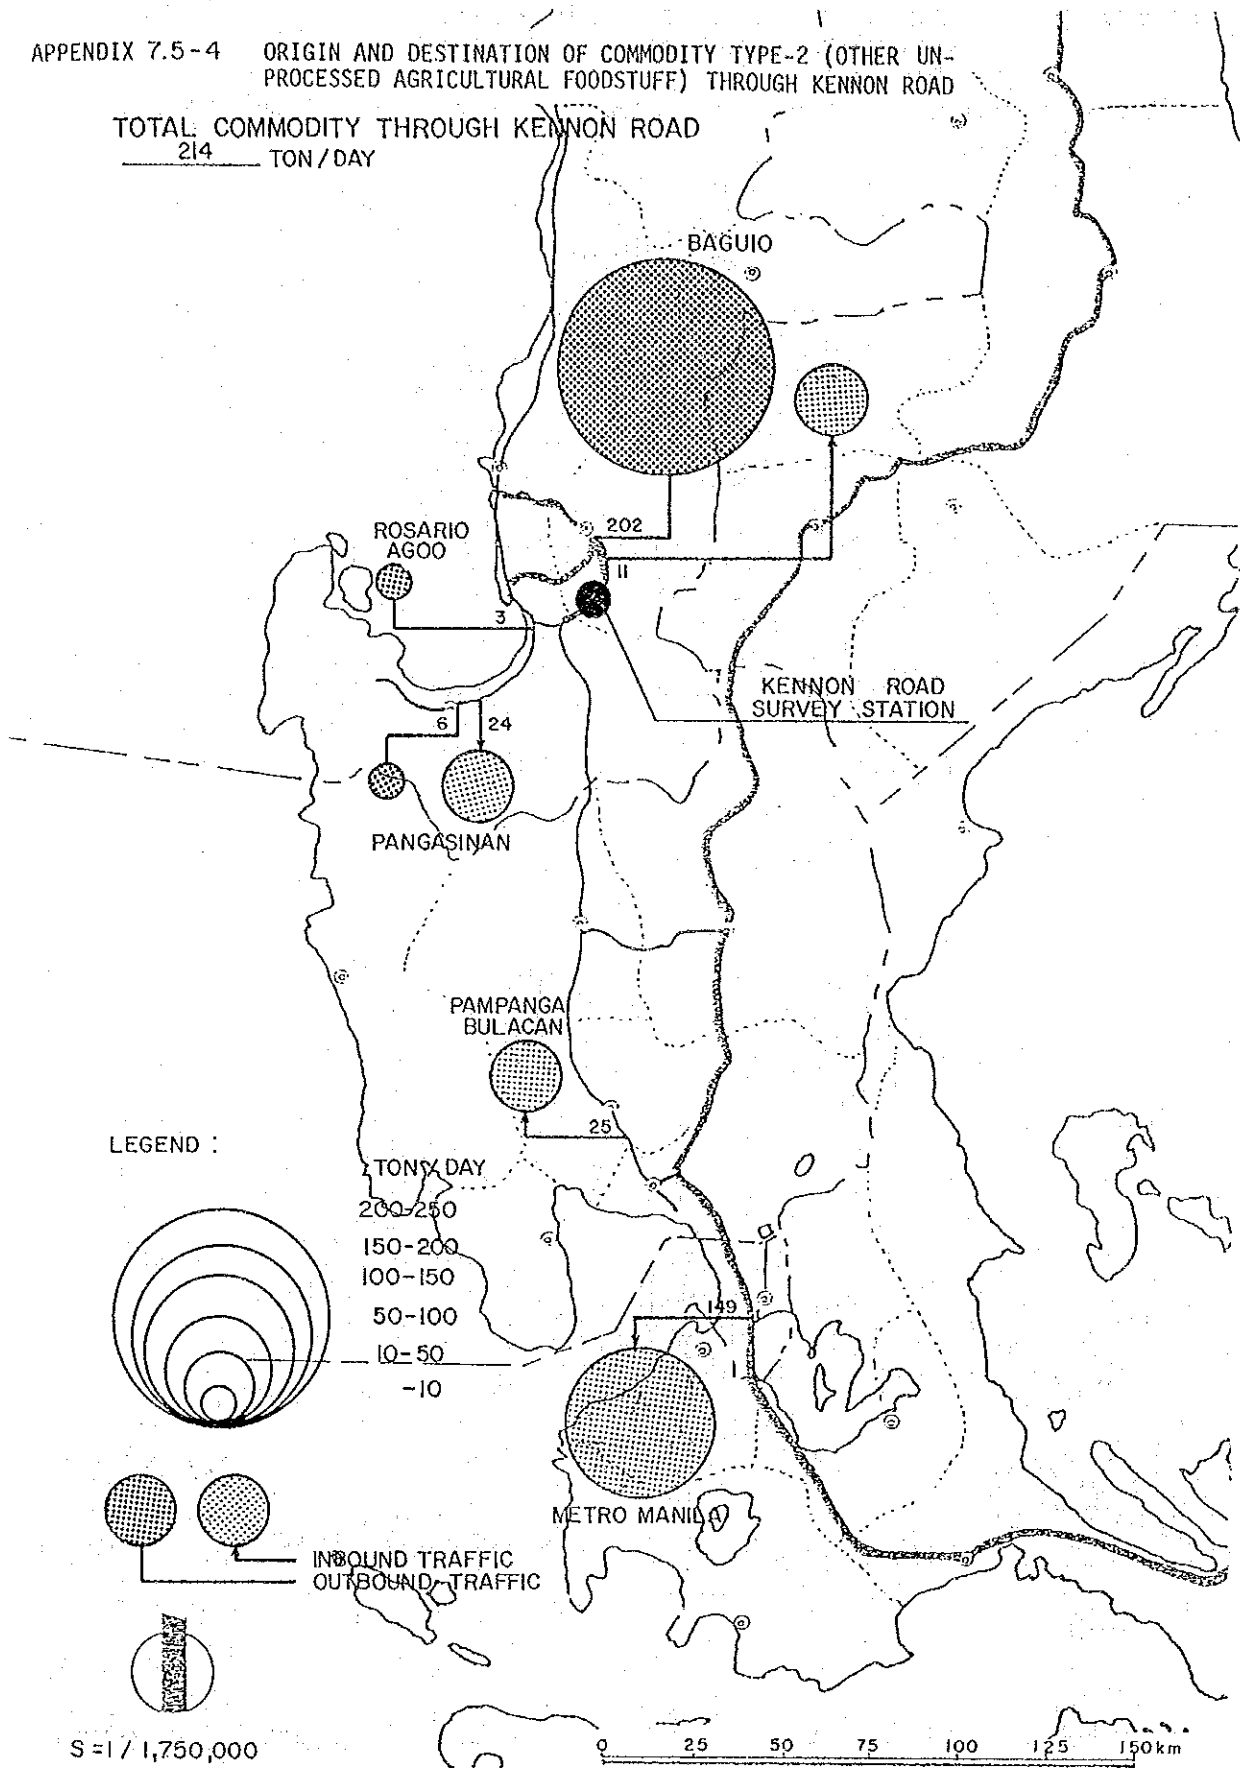 APPENDIX 7.5-4 ORIGIN AND DESTINATION OF COMMODITY TYPE-2 (OTHER UN-
PROCESSED AGRICULTURAL FOODSTUFF) THROUGH KENNON ROAD
TOTAL COMMODITY THROUGH KENNON ROAD
214 TON/DAY
BAGUIO
202
11
ROSARIO
AGOO
3
KENNON ROAD
SURVEY STATION
6
24
PANGASINAN
PAMPANGA
BULACAN
25
LEGEND :
TON/DAY
200-250
150-200
100-150
50-100
10-50
-10
149
1
METRO MANILA
INBOUND TRAFFIC
OUTBOUND TRAFFIC
S=1/1,750,000
0 25 50 75 100 125 150km